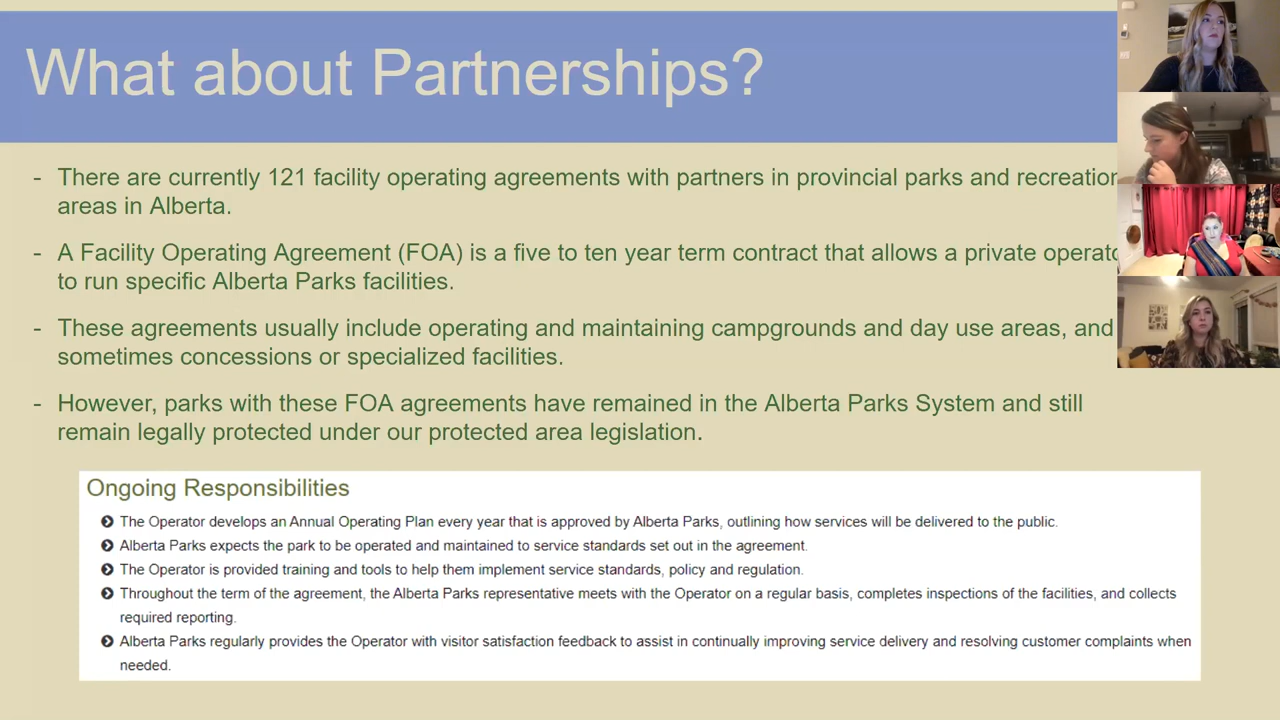 What about Partnerships?
- There are currently 121 facility operating agreements with partners in provincial parks and recreation
areas in Alberta.
- A Facility Operating Agreement (FOA) is a five to ten year term contract that allows a private operato
to run specific Alberta Parks facilities.
- These agreements usually include operating and maintaining campgrounds and day use areas, and
sometimes concessions or specialized facilities.
- However, parks with these FOA agreements have remained in the Alberta Parks System and still
remain legally protected under our protected area legislation.
Ongoing Responsibilities
The Operator develops an Annual Operating Plan every year that is approved by Alberta Parks, outlining how services will be delivered to the public.
Alberta Parks expects the park to be operated and maintained to service standards set out in the agreement.
The Operator is provided training and tools to help them implement service standards, policy and regulation.
Throughout the term of the agreement, the Alberta Parks representative meets with the Operator on a regular basis, completes inspections of the facilities, and collects
required reporting.
Alberta Parks regularly provides the Operator with visitor satisfaction feedback to assist in continually improving service delivery and resolving customer complaints when
needed.